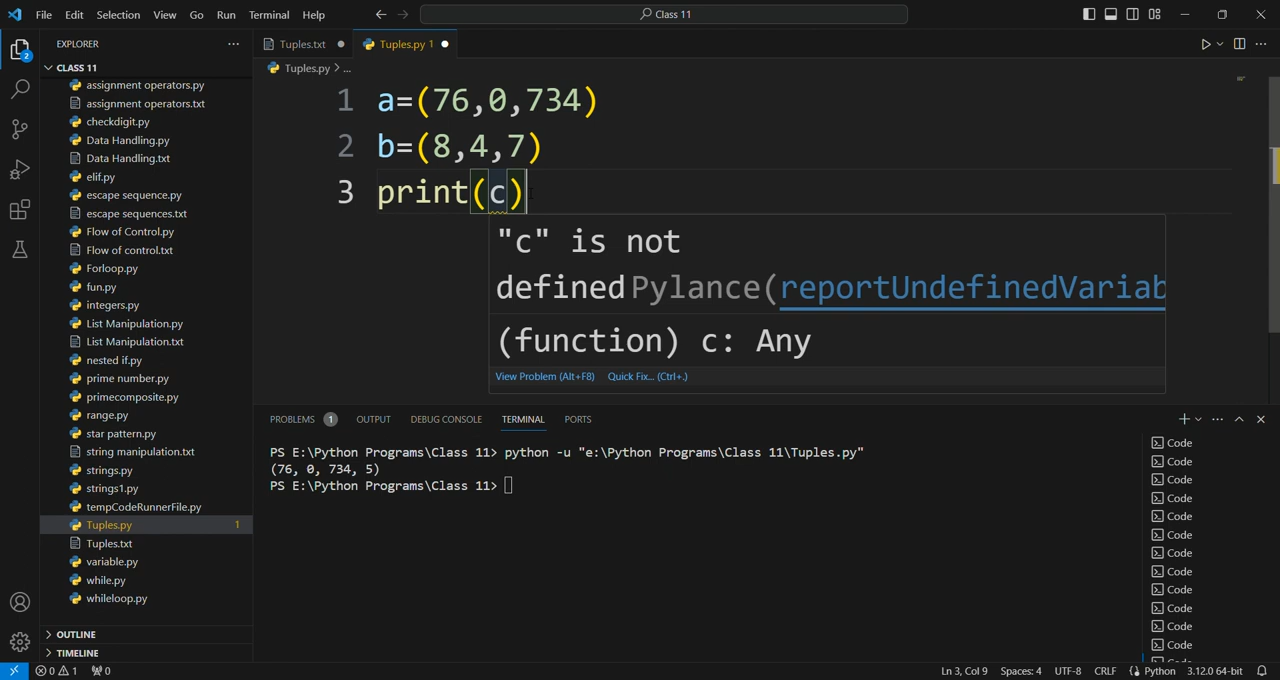 File Edit Selection View Go Run Terminal Help
Class 11
EXPLORER
Tuples.txt
Tuples.py 1
CLASS 11
Tuples.py > ...
assignment operators.py
assignment operators.txt
checkdigit.py
Data Handling.py
Data Handling.txt
elif.py
escape sequence.py
escape sequences.txt
Flow of Control.py
Flow of control.txt
Forloop.py
fun.py
integers.py
List Manipulation.py
List Manipulation.txt
nested if.py
prime number.py
primecomposite.py
range.py
star pattern.py
string manipulation.txt
strings.py
strings1.py
tempCodeRunnerFile.py
Tuples.py 1
Tuples.txt
variable.py
while.py
whileloop.py
OUTLINE
TIMELINE
2
1 a=(76,0,734)
2 b=(8,4,7)
3 print(c)
"c" is not
defined Pylance(reportUndefinedVariab
(function) c: Any
View Problem (Alt+F8) Quick Fix... (Ctrl+.)
PROBLEMS 1 OUTPUT DEBUG CONSOLE TERMINAL PORTS
PS E:\Python Programs\Class 11> python -u "e:\Python Programs\Class 11\Tuples.py"
(76, 0, 734, 5)
PS E:\Python Programs\Class 11>
Code
Code
Code
Code
Code
Code
Code
Code
Code
Code
Code
Code
0 1 0
Ln 3, Col 9 Spaces: 4 UTF-8 CRLF Python 3.12.0 64-bit